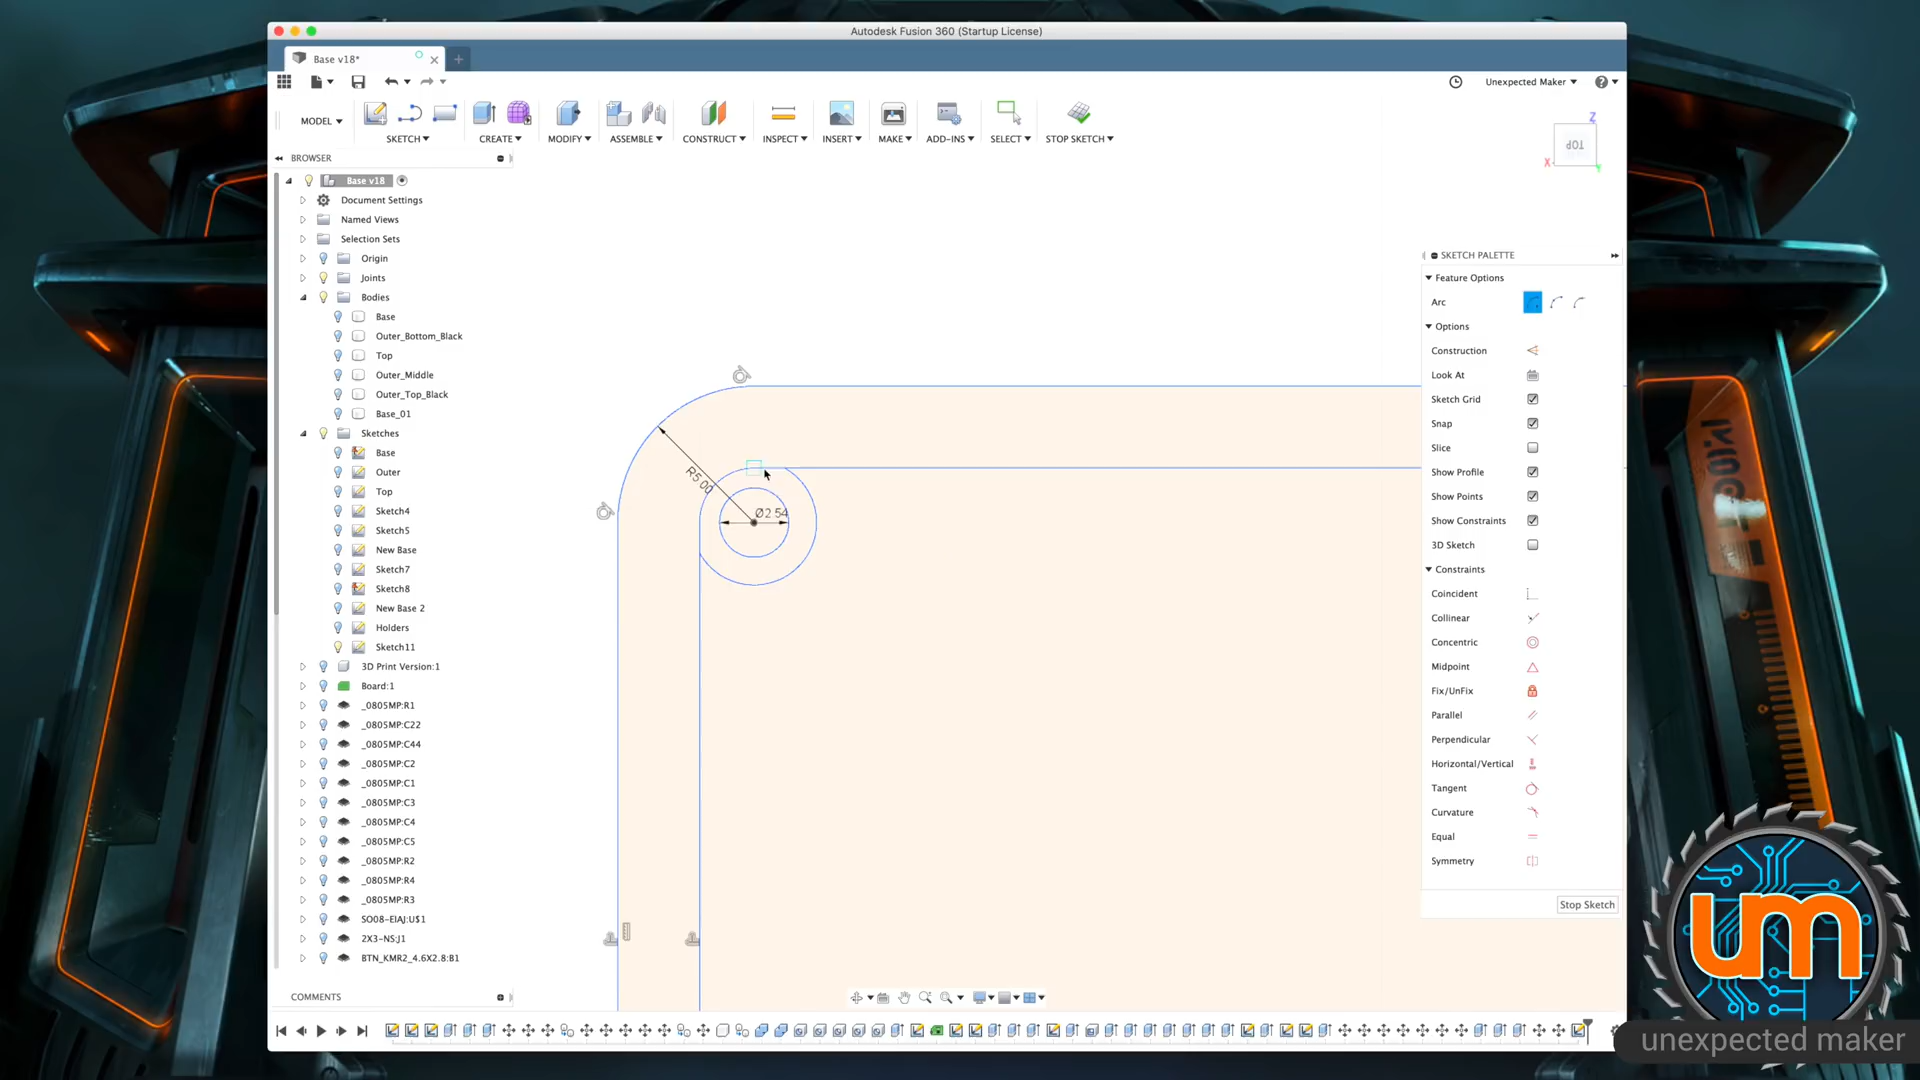 Autodesk Fusion 360 (Startup License)
Base v18*
Unexpected Maker
MODEL
SKETCH
CREATE
MODIFY
ASSEMBLE
CONSTRUCT
INSPECT
INSERT
MAKE
ADD-INS
SELECT
STOP SKETCH
Z
TOP
X
Y
BROWSER
Base v18
Document Settings
Named Views
Selection Sets
Origin
Joints
Bodies
Base
Outer_Bottom_Black
Top
Outer_Middle
Outer_Top_Black
Base_01
Sketches
Base
Outer
Top
Sketch4
Sketch5
New Base
Sketch7
Sketch8
New Base 2
Holders
Sketch11
3D Print Version:1
Board:1
_0805MP:R1
_0805MP:C22
_0805MP:C44
_0805MP:C2
_0805MP:C1
_0805MP:C3
_0805MP:C4
_0805MP:C5
_0805MP:R2
_0805MP:R4
_0805MP:R3
SO08-EIAJ:U$1
2X3-NS:J1
BTN_KMR2_4.6X2.8:B1
COMMENTS
R5.00
Ø2.54
SKETCH PALETTE
Feature Options
Arc
Options
Construction
Look At
Sketch Grid
Snap
Slice
Show Profile
Show Points
Show Constraints
3D Sketch
Constraints
Coincident
Collinear
Concentric
Midpoint
Fix/UnFix
Parallel
Perpendicular
Horizontal/Vertical
Tangent
Curvature
Equal
Symmetry
Stop Sketch
um
unexpected maker